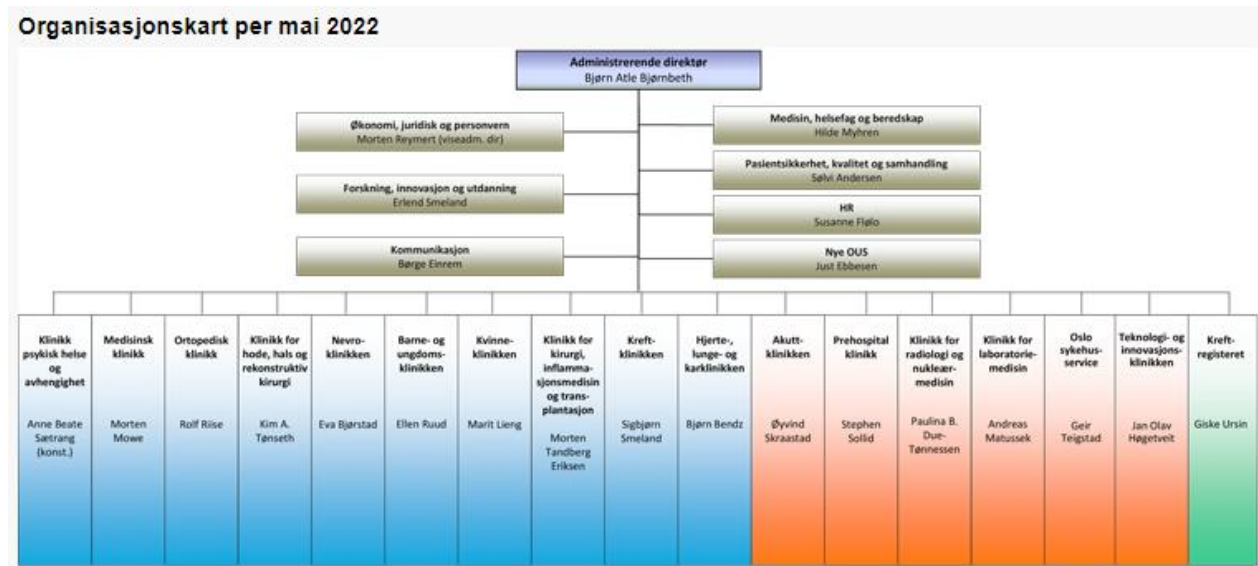 Organisasjonskart per mai 2022
Administrerende direktør
Bjørn Atle Bjørnbeth
Økonomi, juridisk og personvern
Morten Reymert (viseadm. dir)
Medisin, helsefag og beredskap
Hilde Myhren
Pasientsikkerhet, kvalitet og samhandling
Sølvi Andersen
Forskning, innovasjon og utdanning
Erlend Smeland
HR
Susanne Flølo
Kommunikasjon
Børge Einrem
Nye OUS
Just Ebbesen
Klinikk
psykisk helse
og
avhengighet
Anne Beate
Sætrang
(konst.)
Medisinsk
klinikk
Morten
Mowe
Ortopedisk
klinikk
Rolf Riise
Klinikk for
hode, hals og
rekonstruktiv
kirurgi
Kim A.
Tønseth
Nevro-
klinikken
Eva Bjørstad
Barne- og
ungdoms-
klinikken
Ellen Ruud
Kvinne-
klinikken
Marit Lieng
Klinikk for
kirurgi,
inflamma-
sjonsmedisin
og trans-
plantasjon
Morten
Tandberg
Eriksen
Kreft-
klinikken
Sigbjørn
Smeland
Hjerte-,
lunge- og
karklinikken
Bjørn Bendz
Akutt-
klinikken
Øyvind
Skraastad
Prehospital
klinikk
Stephen
Sollid
Klinikk for
radiologi og
nukleær-
medisin
Paulina B.
Due-
Tønnessen
Klinikk for
laboratorie-
medisin
Andreas
Matussek
Oslo
sykehus-
service
Geir
Teigstad
Teknologi- og
innovasjons-
klinikken
Jan Olav
Høgetveit
Kreft-
registeret
Giske Ursin